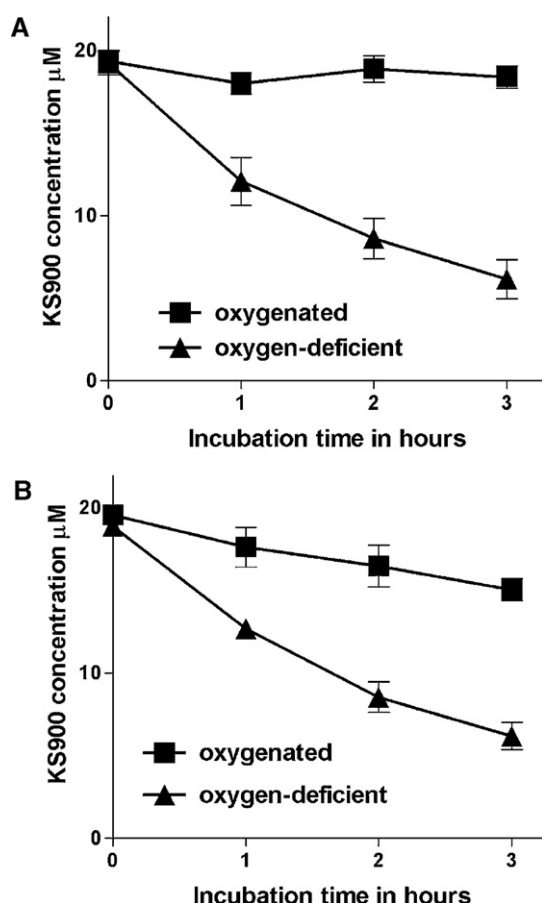 A
20
KS900 concentration μM
10
oxygenated
oxygen-deficient
0
0 1 2 3
Incubation time in hours
B
20
KS900 concentration μM
10
oxygenated
oxygen-deficient
0
0 1 2 3
Incubation time in hours